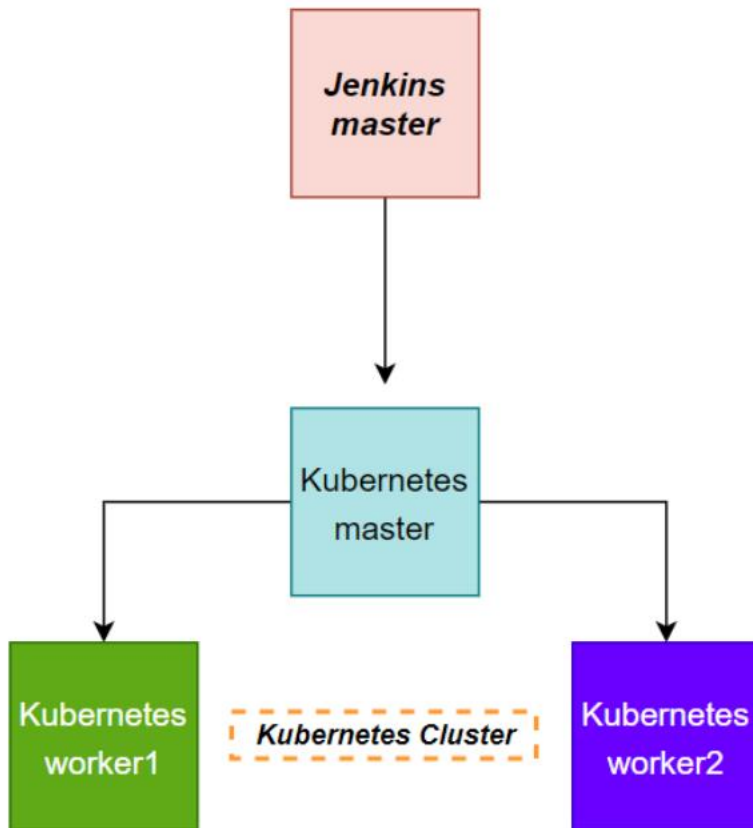 Jenkins
master
Kubernetes
master
Kubernetes
worker1
Kubernetes Cluster
Kubernetes
worker2